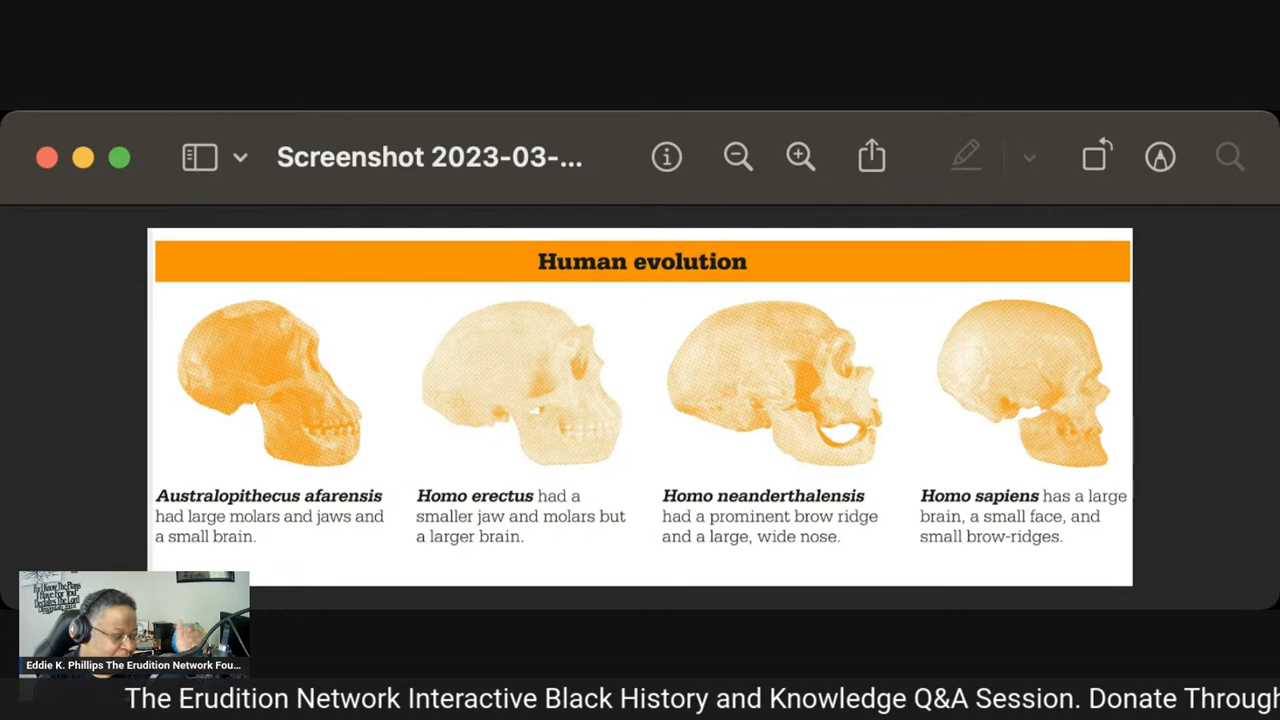 Screenshot 2023-03-...
Human evolution
Australopithecus afarensis
had large molars and jaws and
a small brain.
Homo erectus had a
smaller jaw and molars but
a larger brain.
Homo neanderthalensis
had a prominent brow ridge
and a large, wide nose.
Homo sapiens has a large
brain, a small face, and
small brow-ridges.
Eddie K. Phillips The Erudition Network Fou...
The Erudition Network Interactive Black History and Knowledge Q&A Session. Donate Through